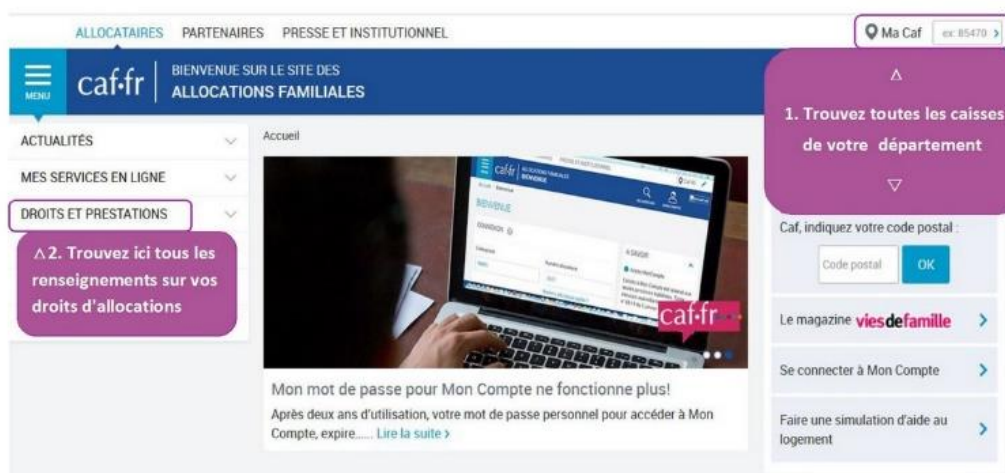 ALLOCATAIRES PARTENAIRES PRESSE ET INSTITUTIONNEL
Ma Caf ex: 85470 >
MENU
caf.fr
BIENVENUE SUR LE SITE DES
ALLOCATIONS FAMILIALES
ACTUALITÉS
MES SERVICES EN LIGNE
DROITS ET PRESTATIONS
△2. Trouvez ici tous les
renseignements sur vos
droits d'allocations
Accueil
caf.fr
BIENVENUE
CONNEXION
À SAVOIR
caf.fr
Mon mot de passe pour Mon Compte ne fonctionne plus!
Après deux ans d'utilisation, votre mot de passe personnel pour accéder à Mon
Compte, expire...... Lire la suite >
△
1. Trouvez toutes les caisses
de votre département
▽
Caf, indiquez votre code postal :
Code postal OK
Le magazine viesdefamille >
Se connecter à Mon Compte >
Faire une simulation d'aide au
logement >